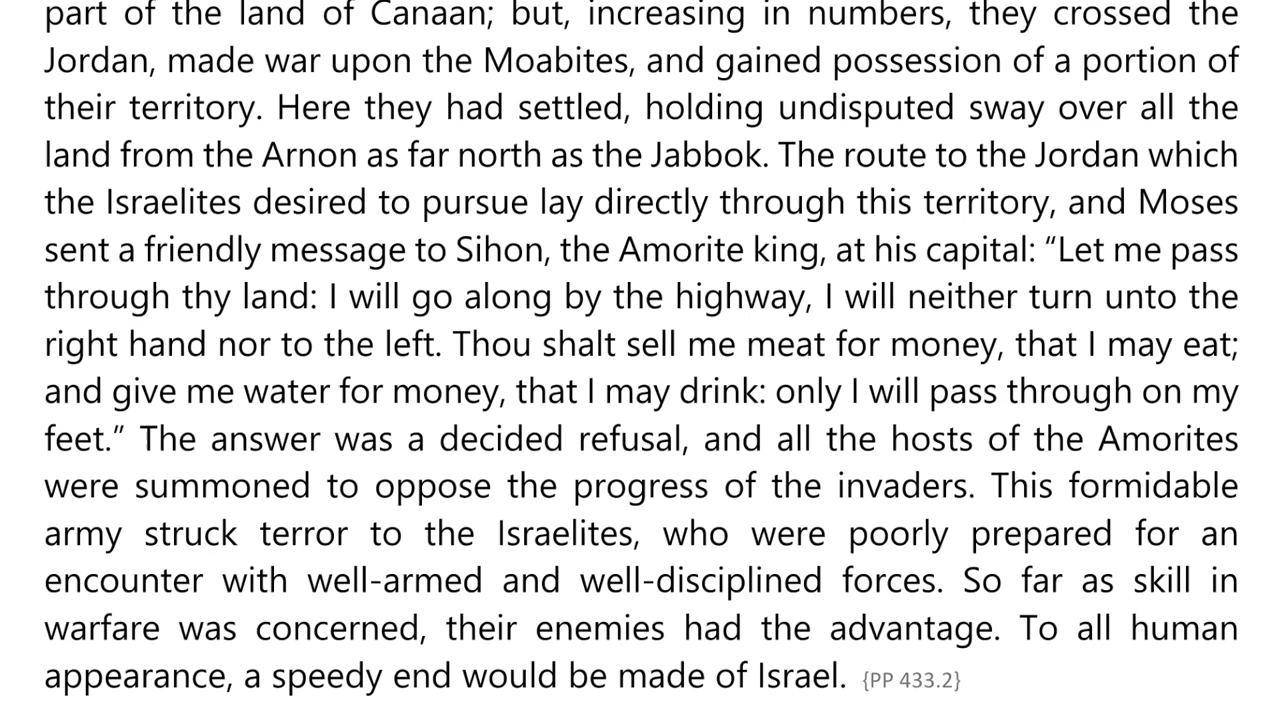 part of the land of Canaan; but, increasing in numbers, they crossed the
Jordan, made war upon the Moabites, and gained possession of a portion of
their territory. Here they had settled, holding undisputed sway over all the
land from the Arnon as far north as the Jabbok. The route to the Jordan which
the Israelites desired to pursue lay directly through this territory, and Moses
sent a friendly message to Sihon, the Amorite king, at his capital: “Let me pass
through thy land: I will go along by the highway, I will neither turn unto the
right hand nor to the left. Thou shalt sell me meat for money, that I may eat;
and give me water for money, that I may drink: only I will pass through on my
feet.” The answer was a decided refusal, and all the hosts of the Amorites
were summoned to oppose the progress of the invaders. This formidable
army struck terror to the Israelites, who were poorly prepared for an
encounter with well-armed and well-disciplined forces. So far as skill in
warfare was concerned, their enemies had the advantage. To all human
appearance, a speedy end would be made of Israel. {PP 433.2}